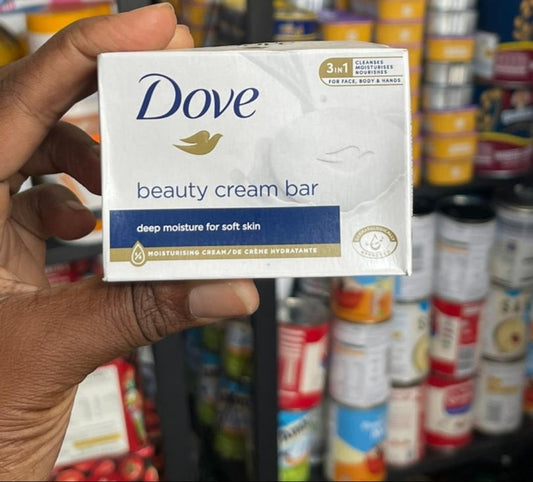 Dove
3 IN 1
CLEANSES
MOISTURISES
NOURISHES
FOR FACE, BODY & HANDS
beauty cream bar
deep moisture for soft skin
¼ MOISTURISING CREAM/DE CRÈME HYDRATANTE